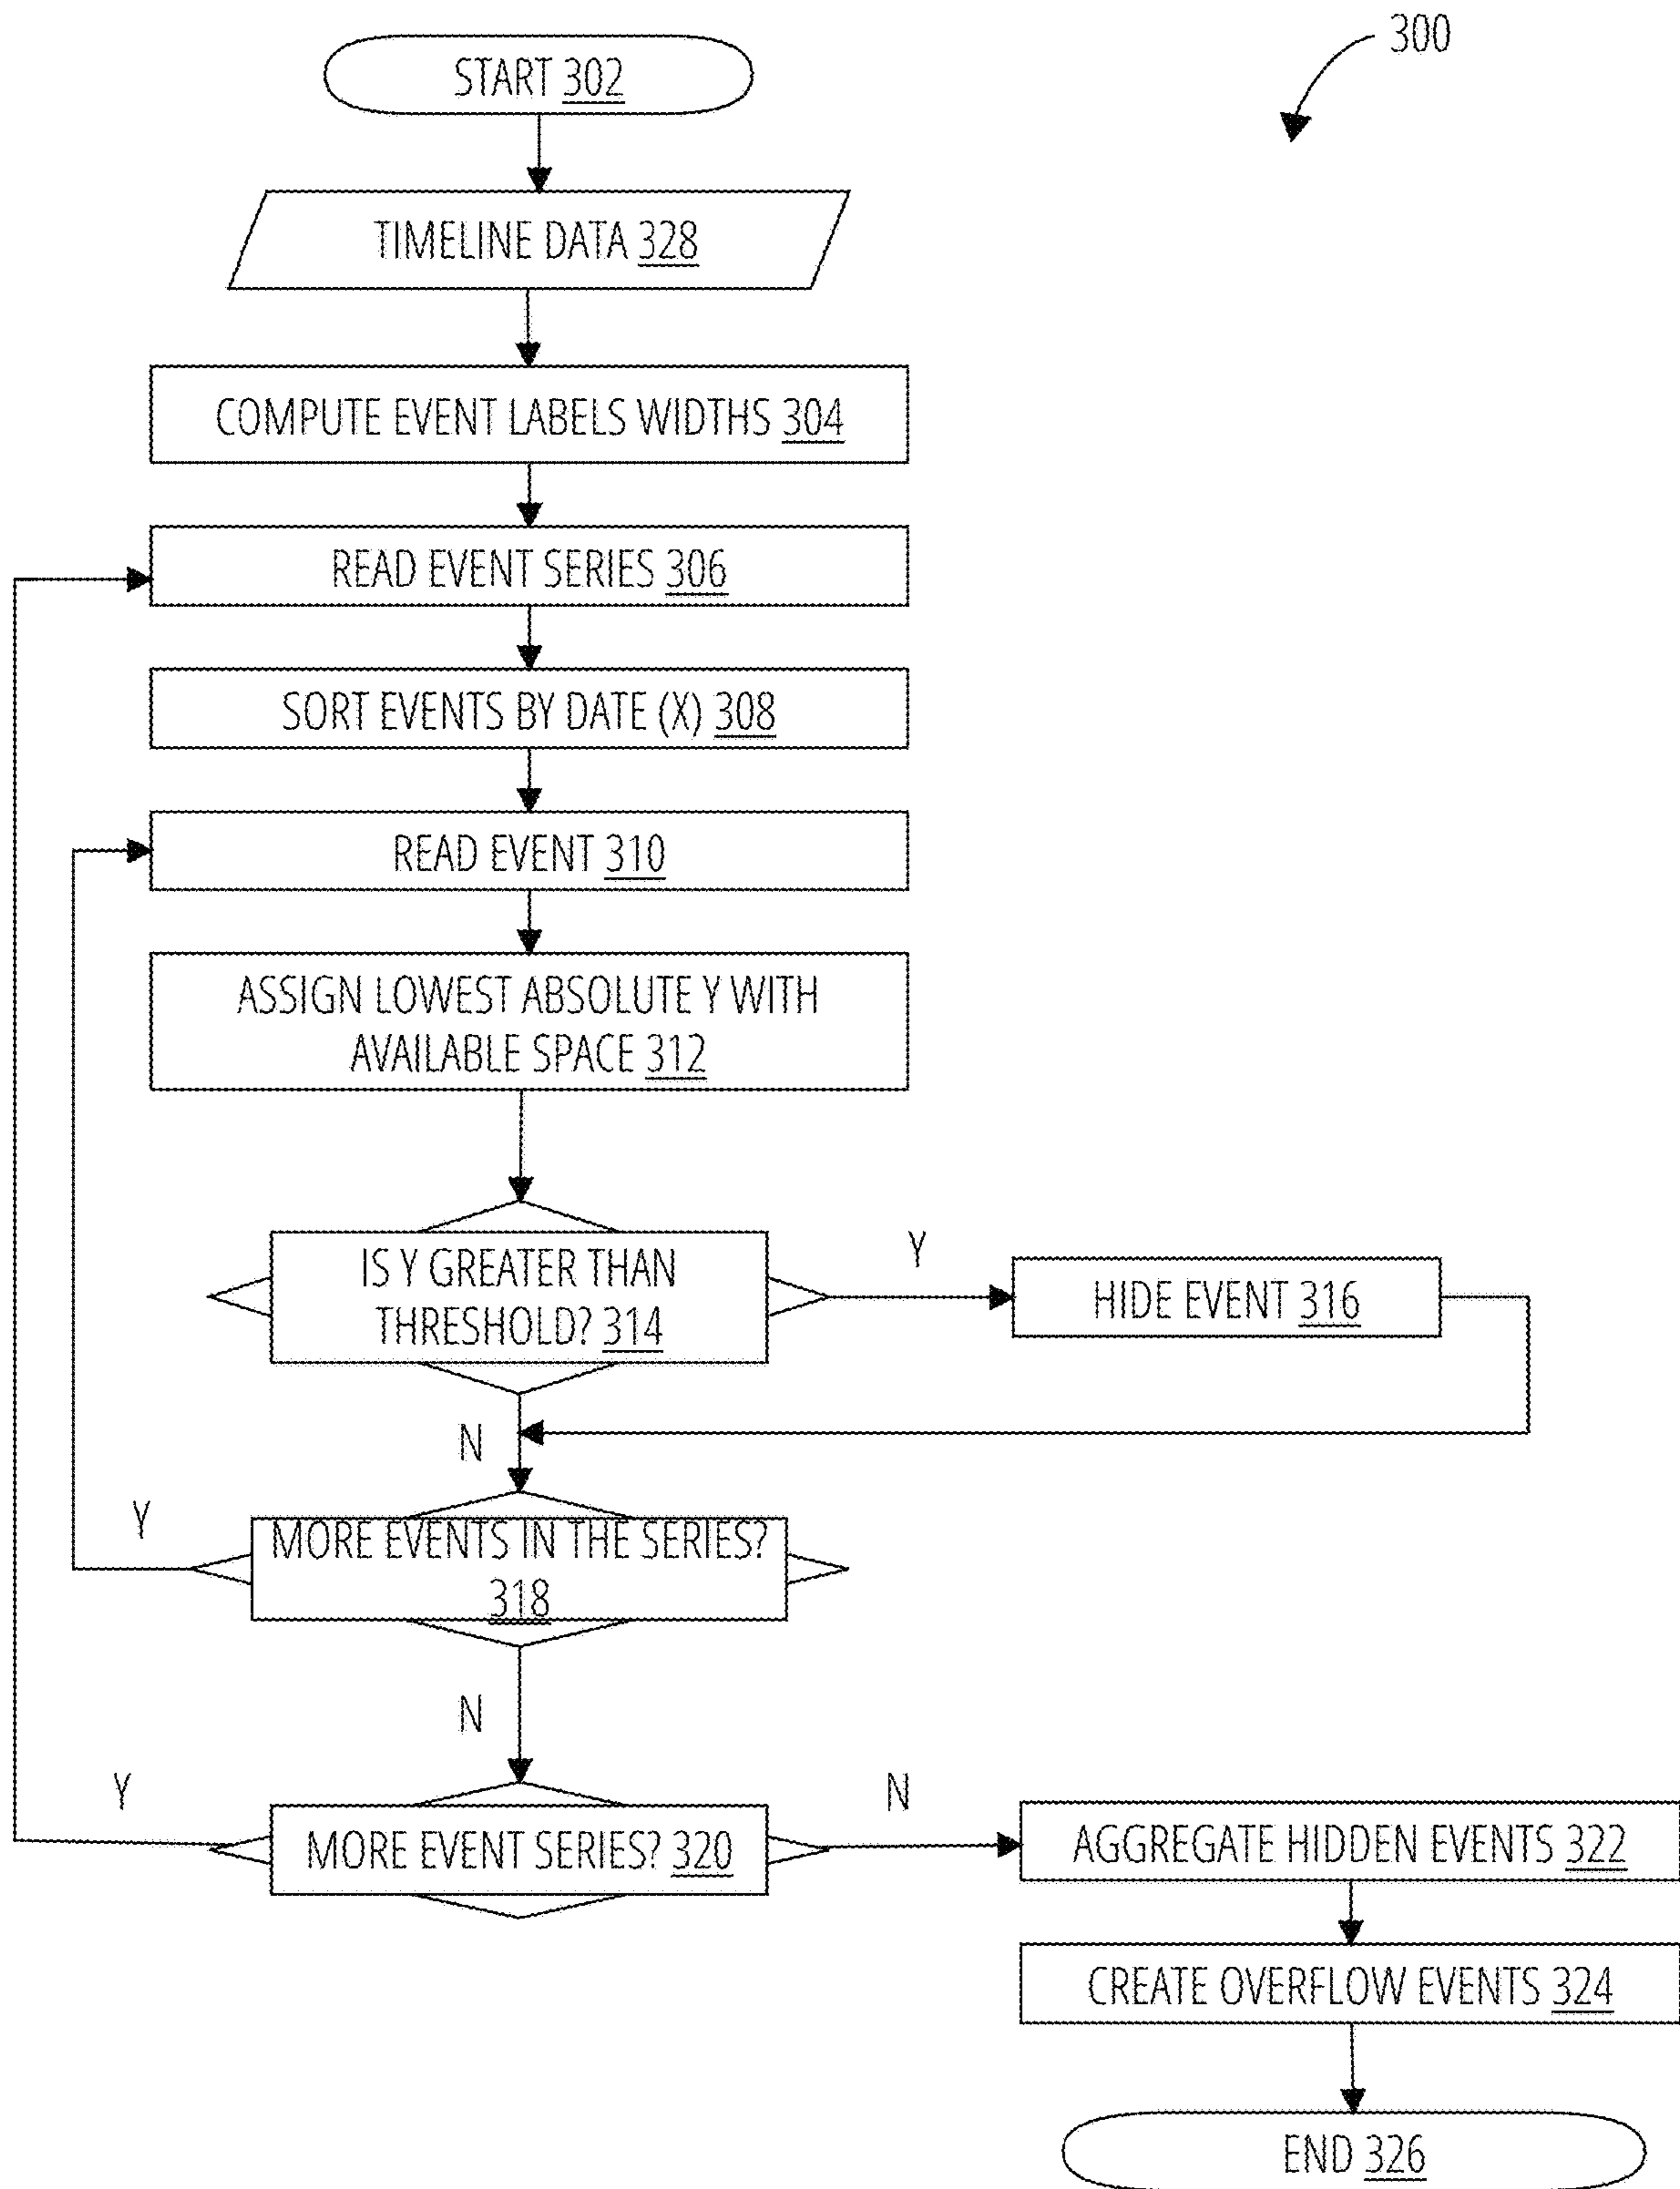 300
START 302
TIMELINE DATA 328
COMPUTE EVENT LABELS WIDTHS 304
READ EVENT SERIES 306
SORT EVENTS BY DATE (X) 308
READ EVENT 310
ASSIGN LOWEST ABSOLUTE Y WITH
AVAILABLE SPACE 312
IS Y GREATER THAN
THRESHOLD? 314
Y
HIDE EVENT 316
N
MORE EVENTS IN THE SERIES?
318
Y
N
MORE EVENT SERIES? 320
Y
N
AGGREGATE HIDDEN EVENTS 322
CREATE OVERFLOW EVENTS 324
END 326